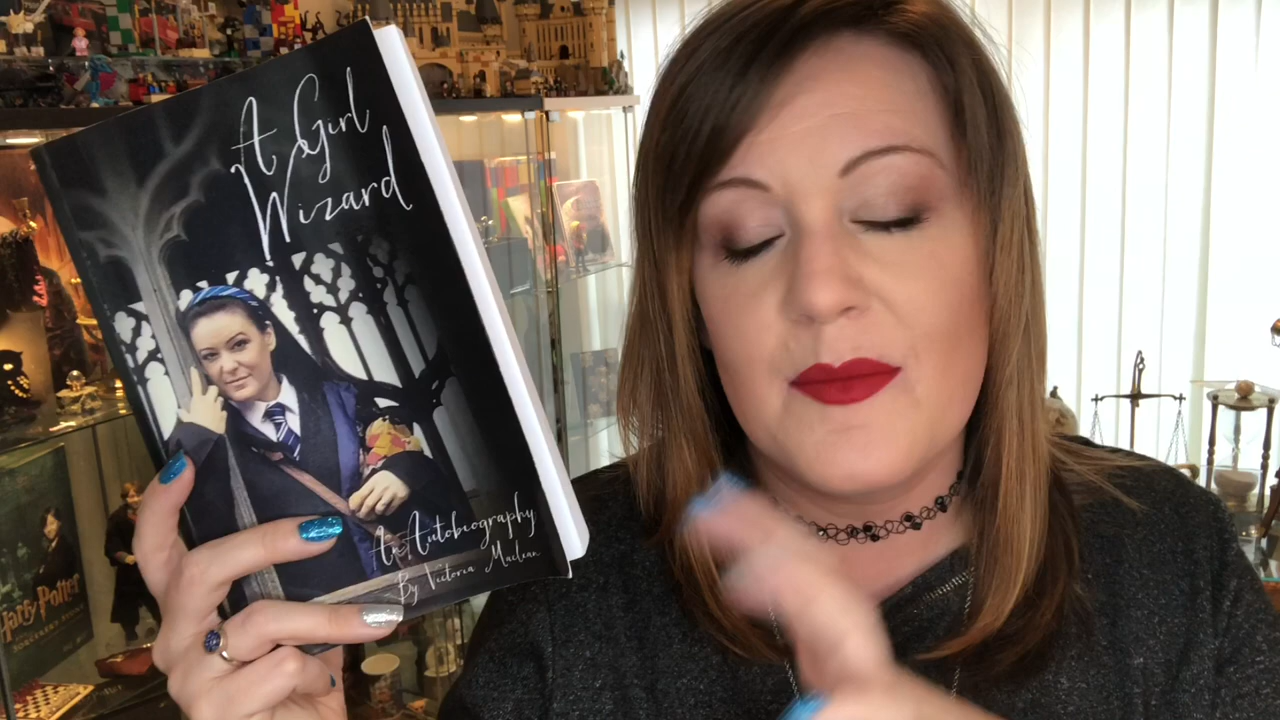 A Girl
Wizard
An Autobiography
By Victoria Maclean
Harry Potter